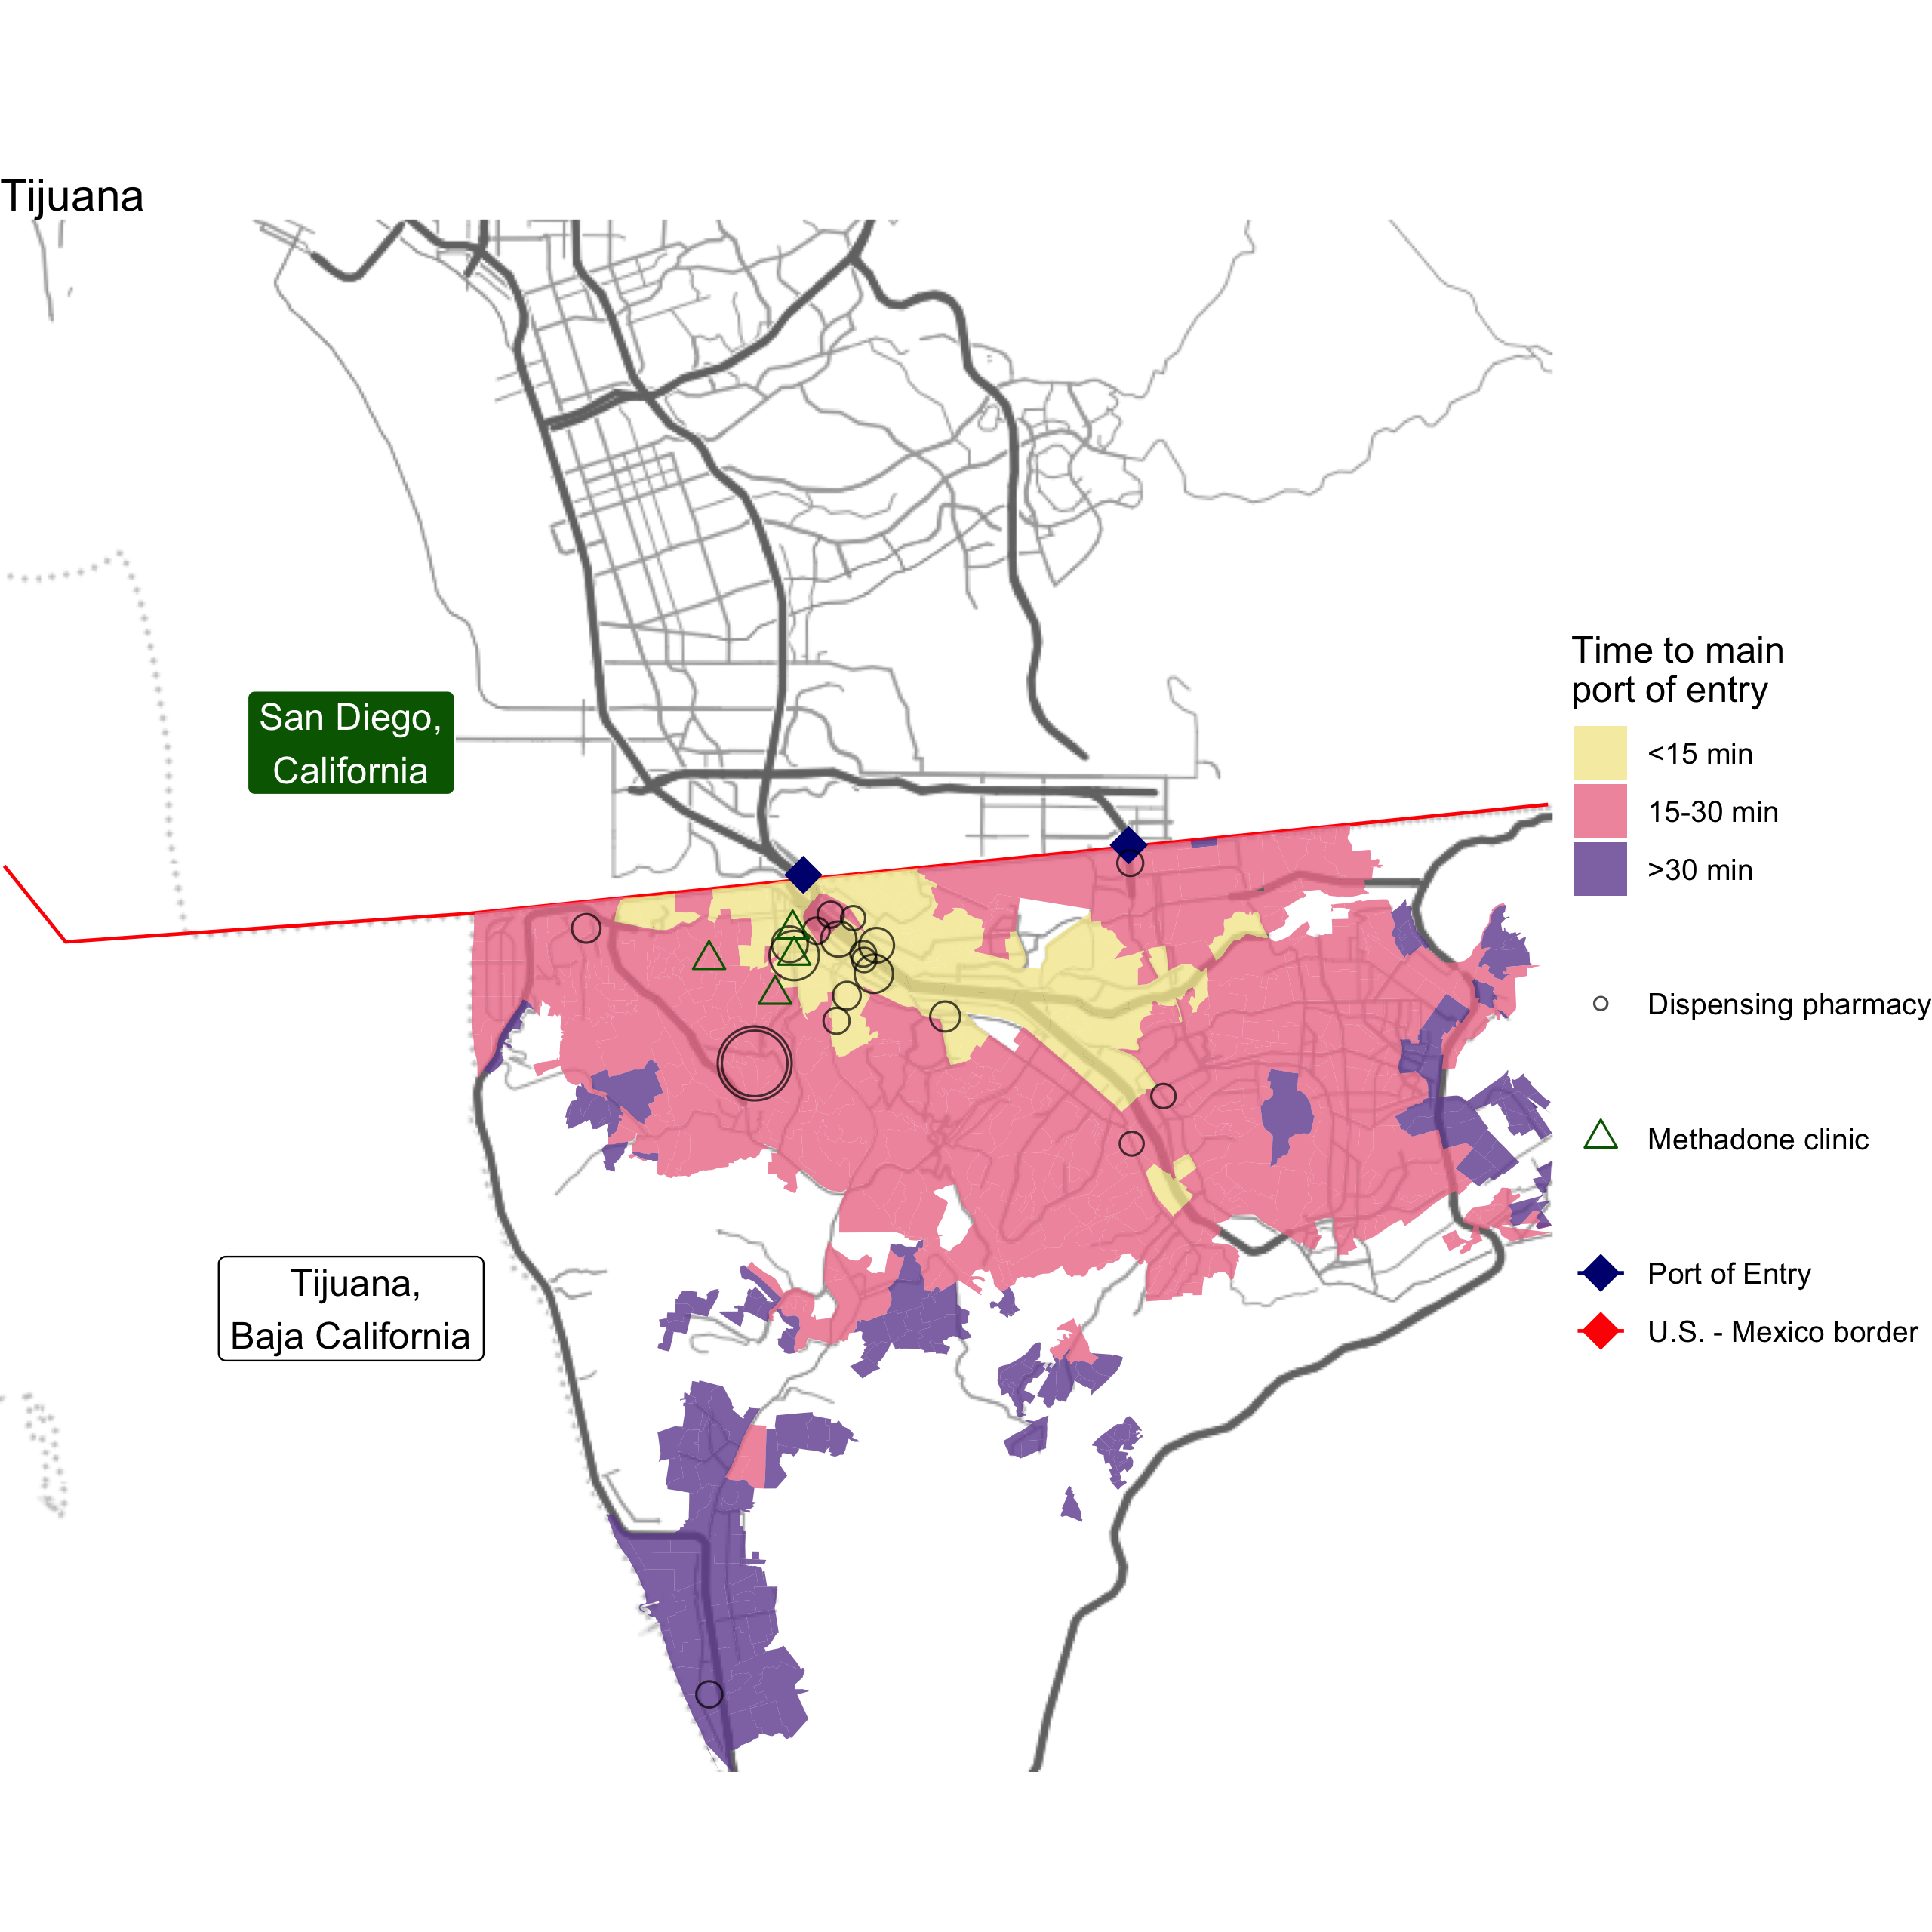 Tijuana
San Diego,
California
Tijuana,
Baja California
Time to main
port of entry
<15 min
15-30 min
>30 min
Dispensing pharmacy
Methadone clinic
Port of Entry
U.S. - Mexico border